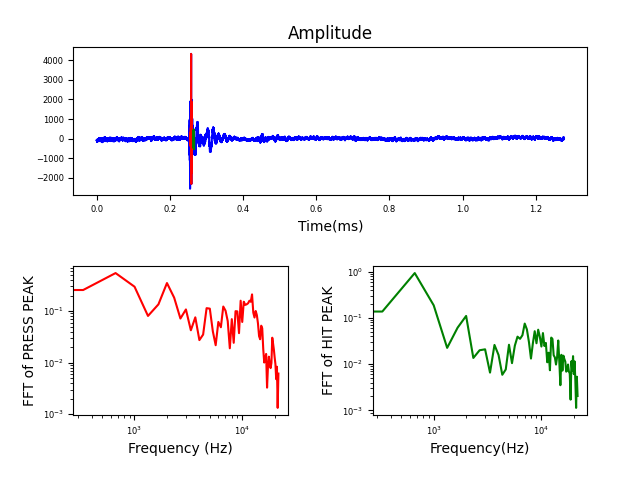 Amplitude
4000
3000
2000
1000
0
−1000
−2000
0.0 0.2 0.4 0.6 0.8 1.0 1.2
Time(ms)
FFT of PRESS PEAK
10⁻¹
10⁻²
10⁻³
10³ 10⁴
Frequency (Hz)
FFT of HIT PEAK
10⁰
10⁻¹
10⁻²
10⁻³
10³ 10⁴
Frequency(Hz)